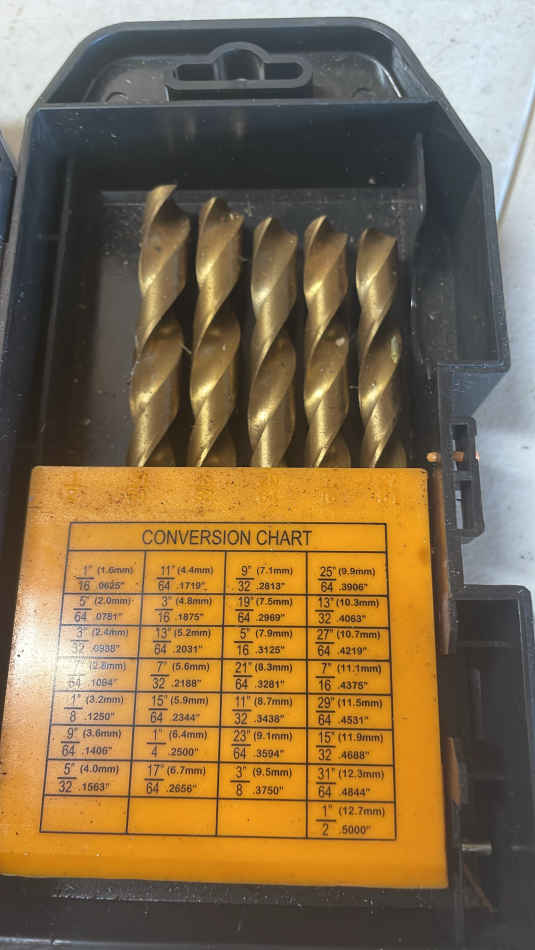 CONVERSION CHART
1" (1.6mm) 11" (4.4mm) 9" (7.1mm) 25" (9.9mm)
16 .0625" 64 .1719" 32 .2813" 64 .3906"
5" (2.0mm) 3" (4.8mm) 19" (7.5mm) 13" (10.3mm)
64 .0781" 16 .1875" 64 .2969" 32 .4063"
3" (2.4mm) 13" (5.2mm) 5" (7.9mm) 27" (10.7mm)
32 .0938" 64 .2031" 16 .3125" 64 .4219"
7" (2.8mm) 7" (5.6mm) 21" (8.3mm) 7" (11.1mm)
64 .1094" 32 .2188" 64 .3281" 16 .4375"
1" (3.2mm) 15" (5.9mm) 11" (8.7mm) 29" (11.5mm)
8 .1250" 64 .2344" 32 .3438" 64 .4531"
9" (3.6mm) 1" (6.4mm) 23" (9.1mm) 15" (11.9mm)
64 .1406" 4 .2500" 64 .3594" 32 .4688"
5" (4.0mm) 17" (6.7mm) 3" (9.5mm) 31" (12.3mm)
32 .1563" 64 .2656" 8 .3750" 64 .4844"
1" (12.7mm)
2 .5000"